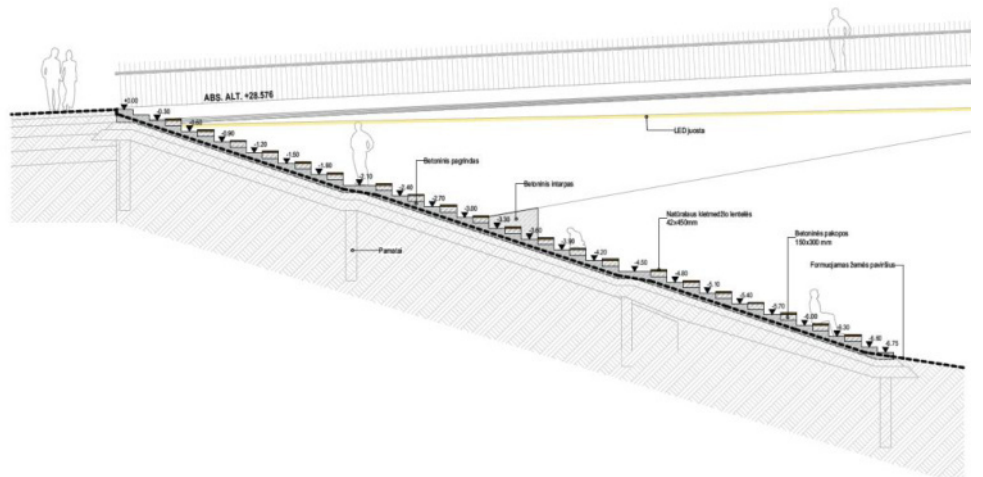 ABS. ALT. +28.576
±0.00
-0.30
-0.60
-0.90
-1.20
-1.50
-1.80
-2.10
-2.40
-2.70
-3.00
-3.30
-3.60
-3.90
-4.20
-4.50
-4.80
-5.10
-5.40
-5.70
-6.00
-6.30
-6.60
-6.75
LED juosta
Betoninis pagrindas
Betoninis intarpas
Pamatai
Natūralaus kietmedžio lentelės
42x450mm
Betoninės pakopos
150x300 mm
Formuojamas žemės paviršius